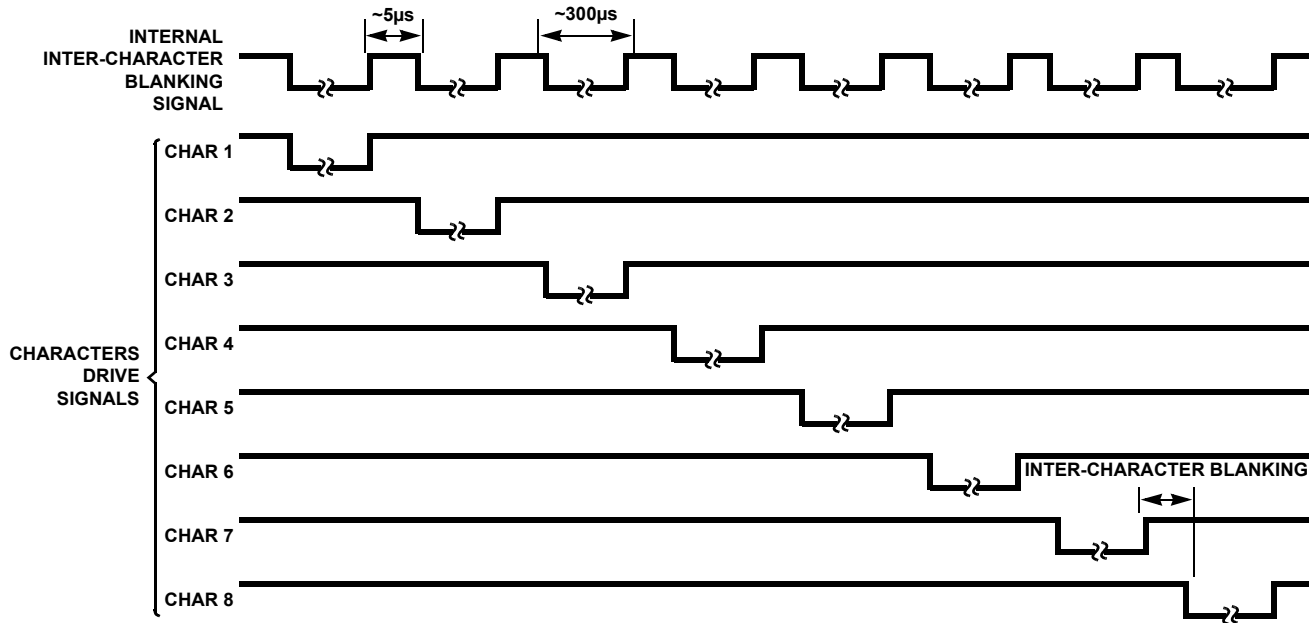 ~5µs
~300µs
INTERNAL
INTER-CHARACTER
BLANKING
SIGNAL
CHAR 1
CHAR 2
CHAR 3
CHAR 4
CHARACTERS
DRIVE
SIGNALS
CHAR 5
CHAR 6
INTER-CHARACTER BLANKING
CHAR 7
CHAR 8